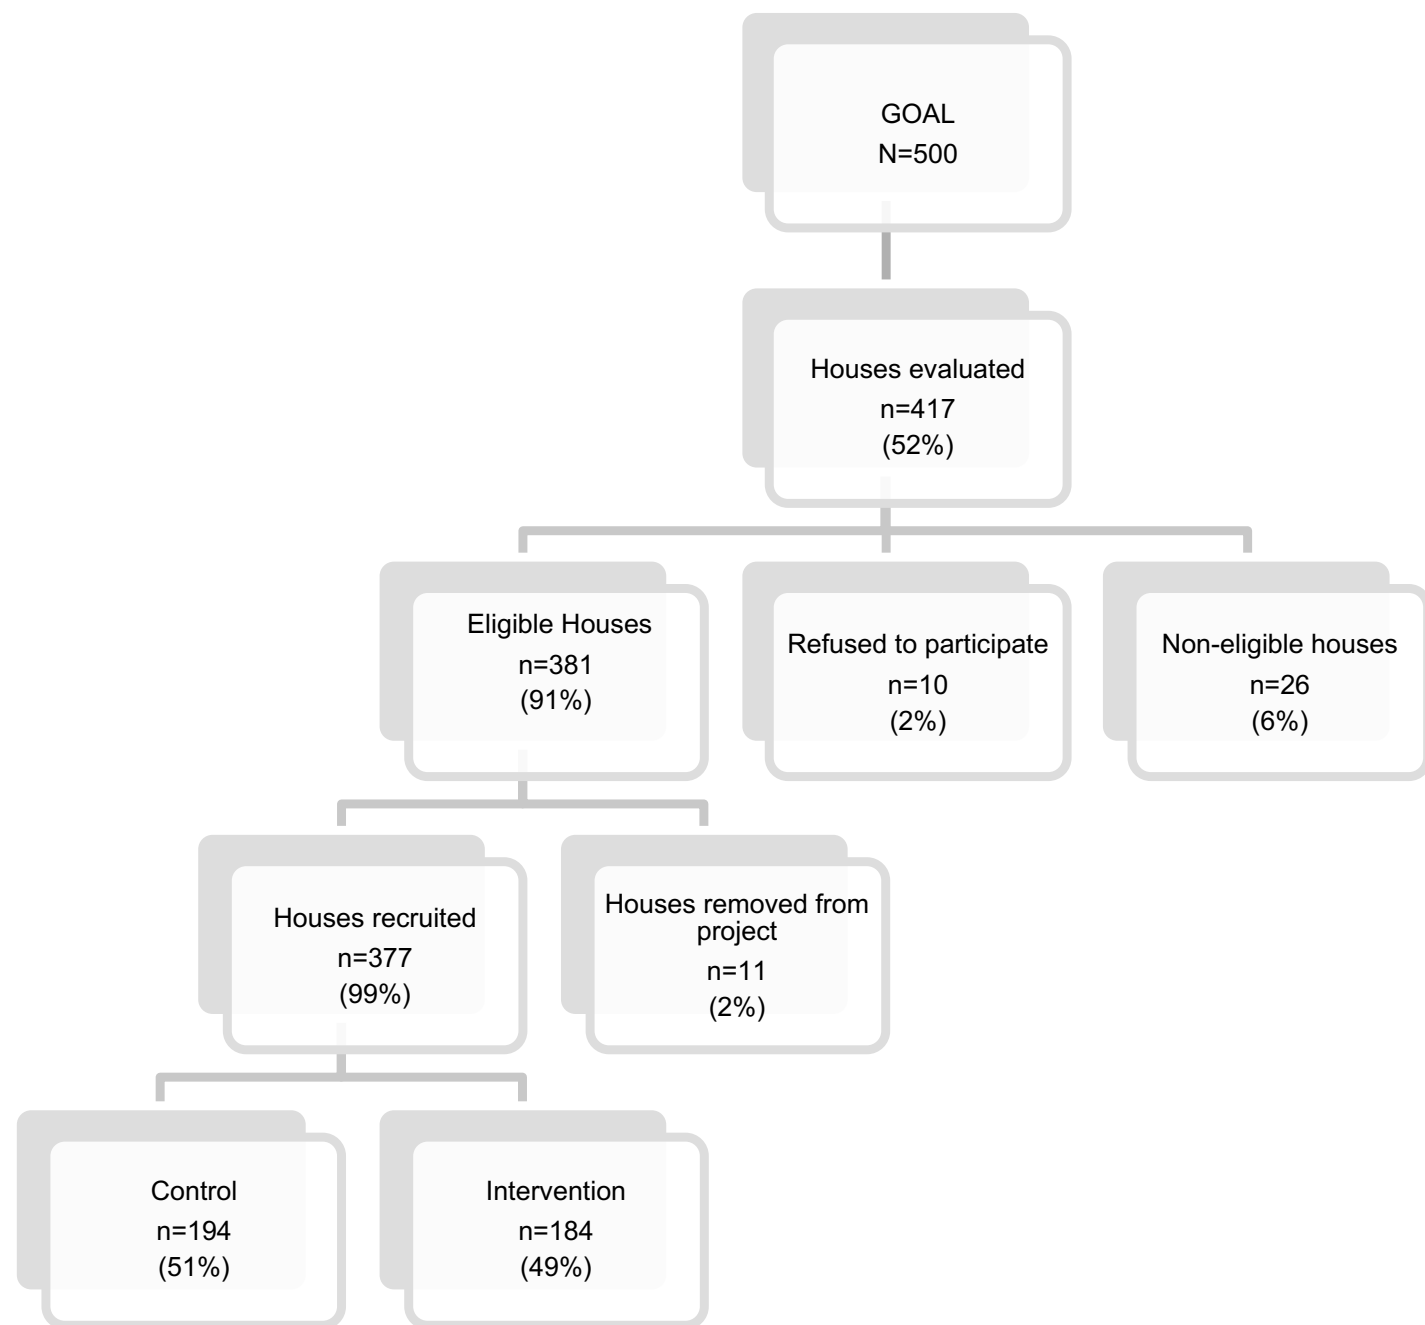 GOAL
N=500
Houses evaluated
n=417
(52%)
Eligible Houses
n=381
(91%)
Refused to participate
n=10
(2%)
Non-eligible houses
n=26
(6%)
Houses recruited
n=377
(99%)
Houses removed from
project
n=11
(2%)
Control
n=194
(51%)
Intervention
n=184
(49%)